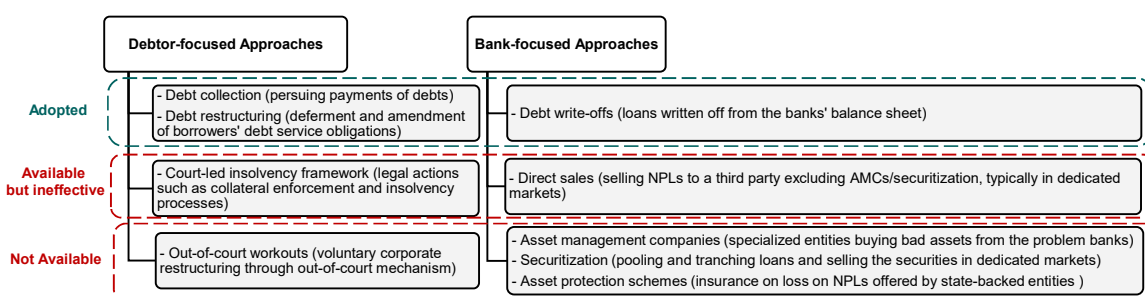 Debtor-focused Approaches
Bank-focused Approaches
Adopted
- Debt collection (persuing payments of debts)
- Debt restructuring (deferment and amendment
of borrowers' debt service obligations)
- Debt write-offs (loans written off from the banks' balance sheet)
Available
but ineffective
- Court-led insolvency framework (legal actions
such as collateral enforcement and insolvency
processes)
- Direct sales (selling NPLs to a third party excluding AMCs/securitization, typically in dedicated
markets)
Not Available
- Out-of-court workouts (voluntary corporate
restructuring through out-of-court mechanism)
- Asset management companies (specialized entities buying bad assets from the problem banks)
- Securitization (pooling and tranching loans and selling the securities in dedicated markets)
- Asset protection schemes (insurance on loss on NPLs offered by state-backed entities )